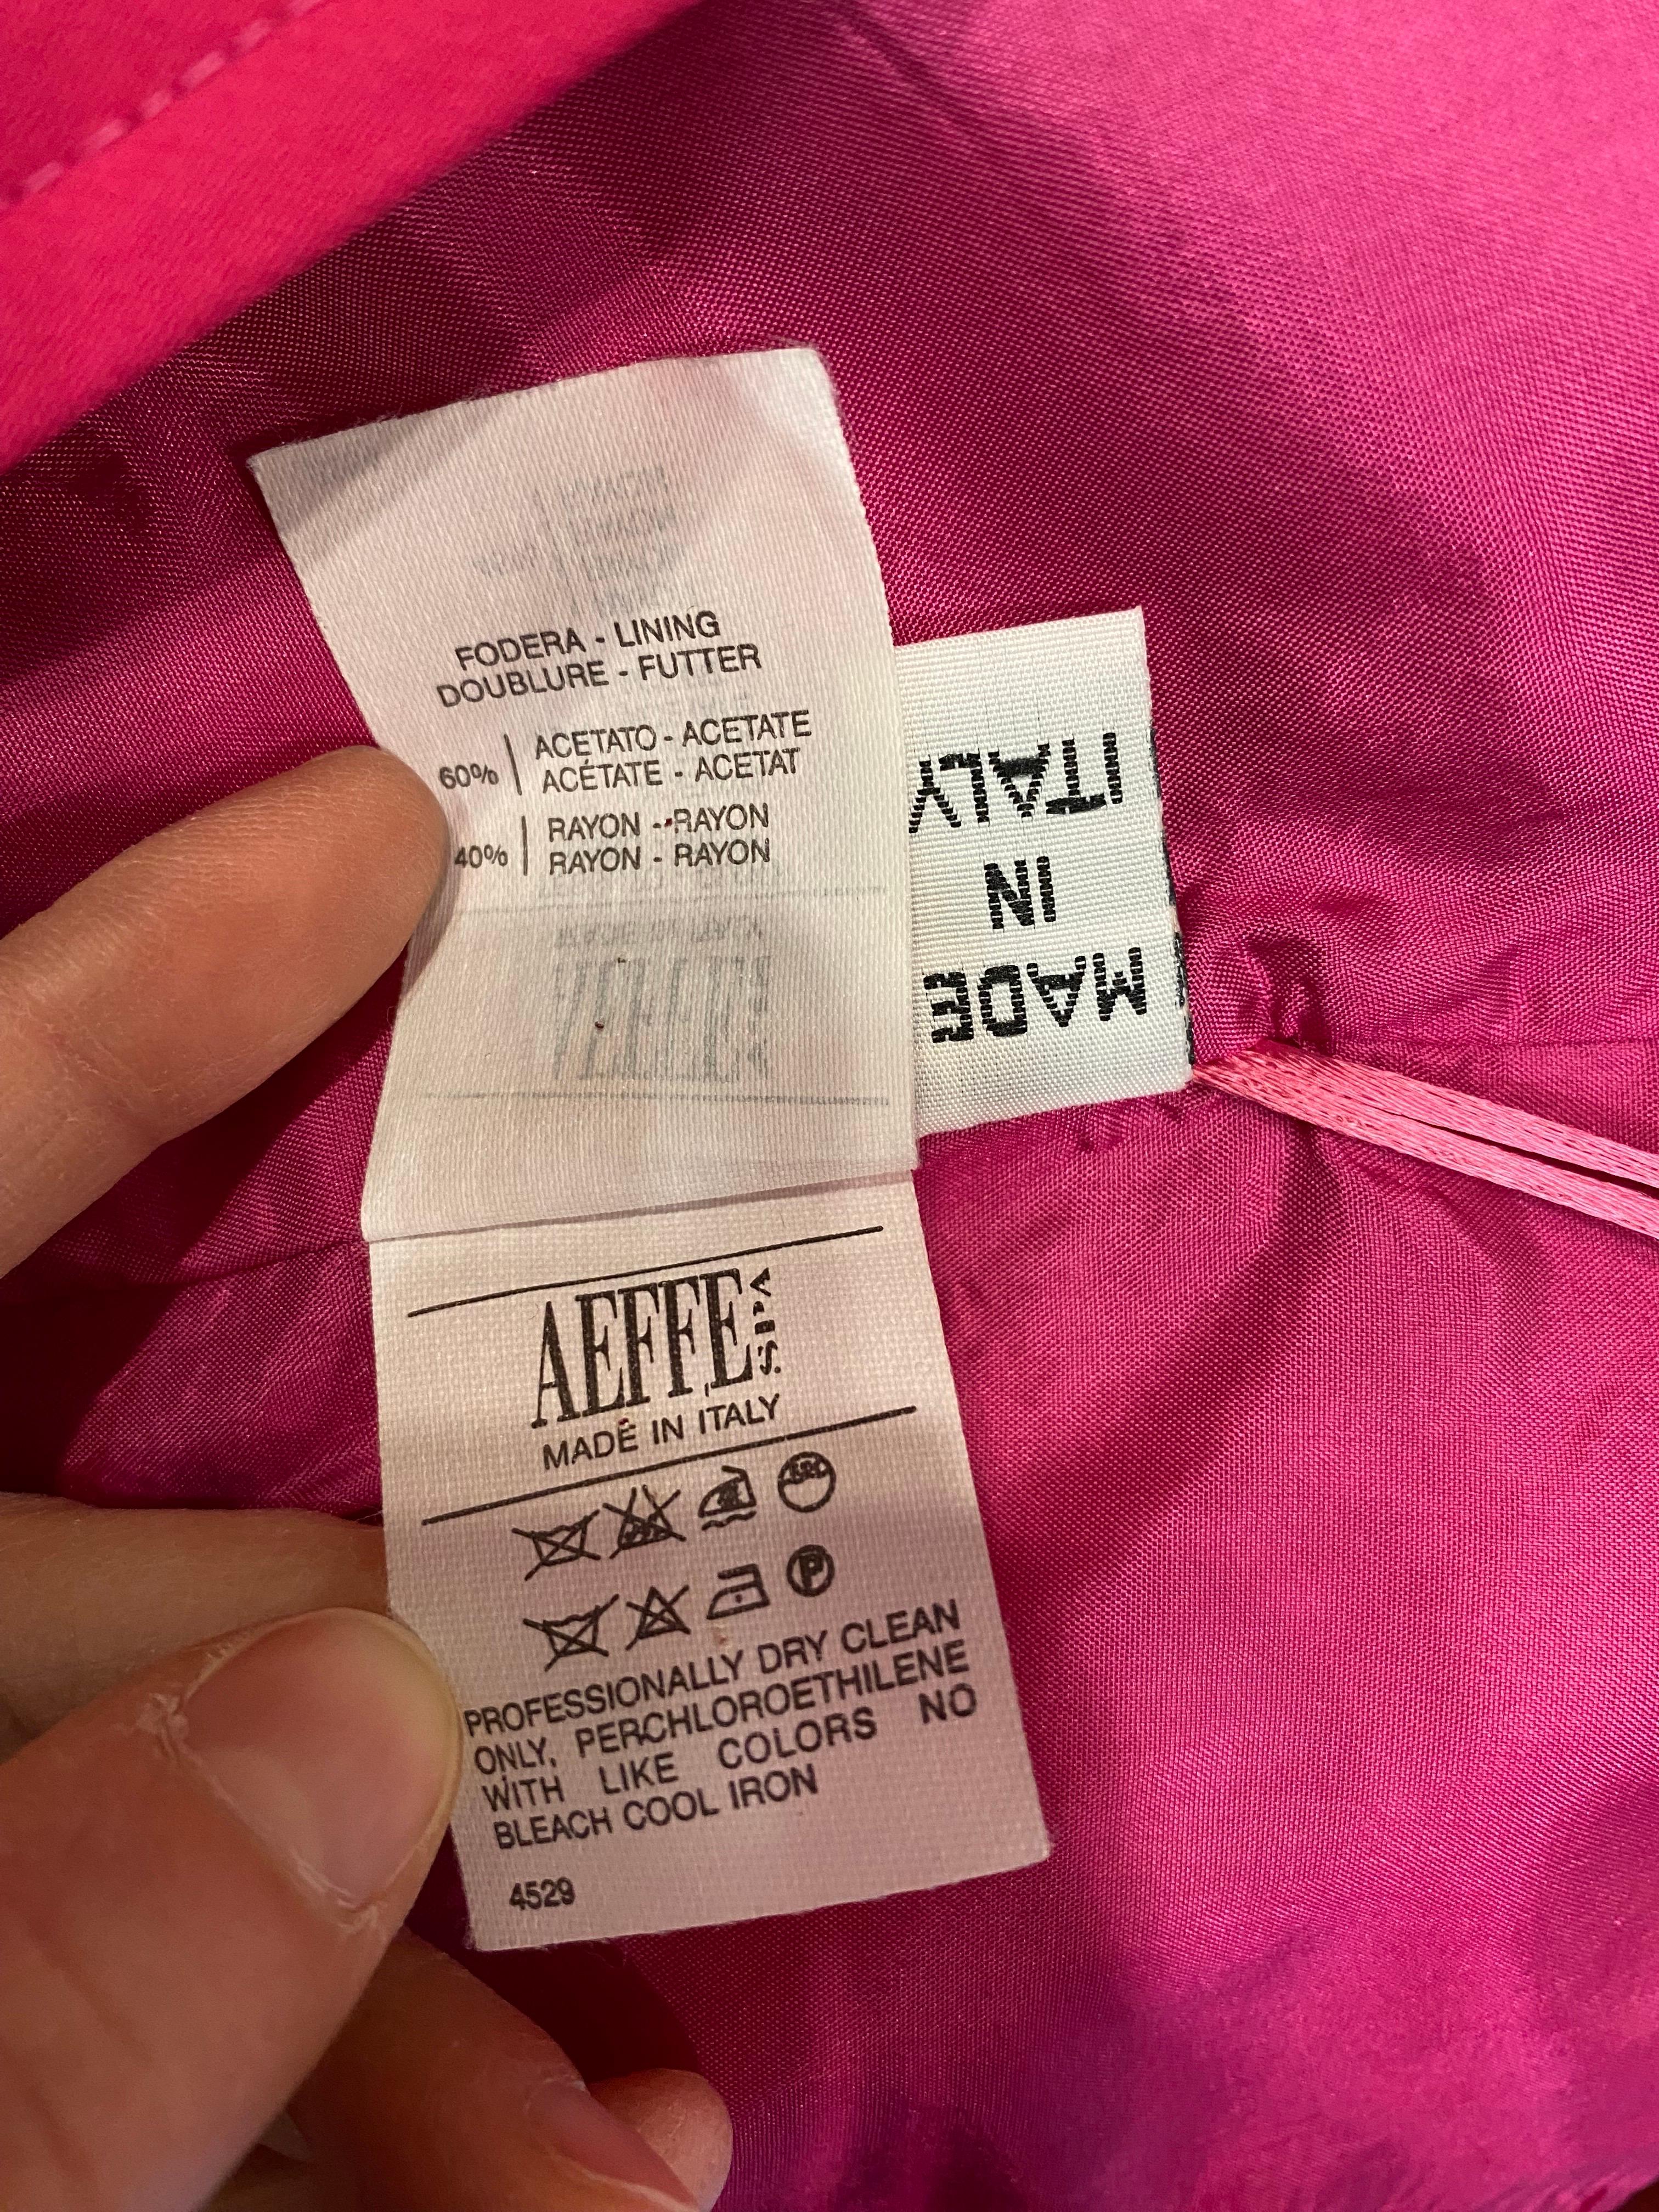 FODERA - LINING
DOUBLURE - FUTTER
60% ACETATO - ACETATE
ACÉTATE - ACETAT
40% RAYON - RAYON
RAYON - RAYON
MADE
IN
ITALY
AEFFE SPA
MADE IN ITALY
P
PROFESSIONALLY DRY CLEAN
ONLY, PERCHLOROETHILENE
WITH LIKE COLORS NO
BLEACH COOL IRON
4529